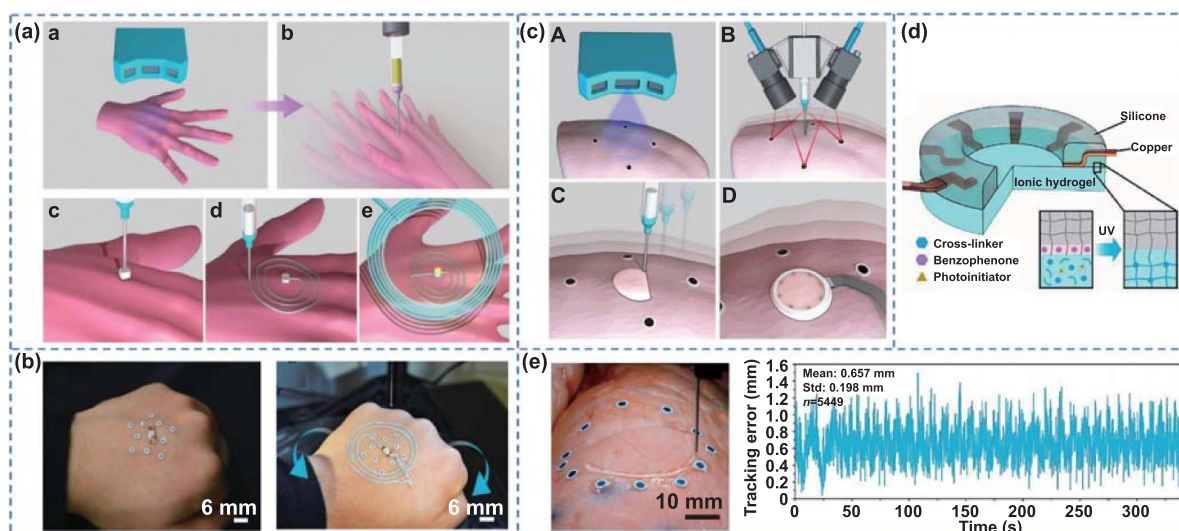 (a)
a
b
c
d
e
(c)
A
B
C
D
(d)
Silicone
Copper
Ionic hydrogel
UV
Cross-linker
Benzophenone
Photoinitiator
(b)
6 mm
6 mm
(e)
10 mm
Tracking error (mm)
1.6
1.4
1.2
1.0
0.8
0.6
0.4
0.2
0
Mean: 0.657 mm
Std: 0.198 mm
n=5449
0 50 100 150 200 250 300
Time (s)